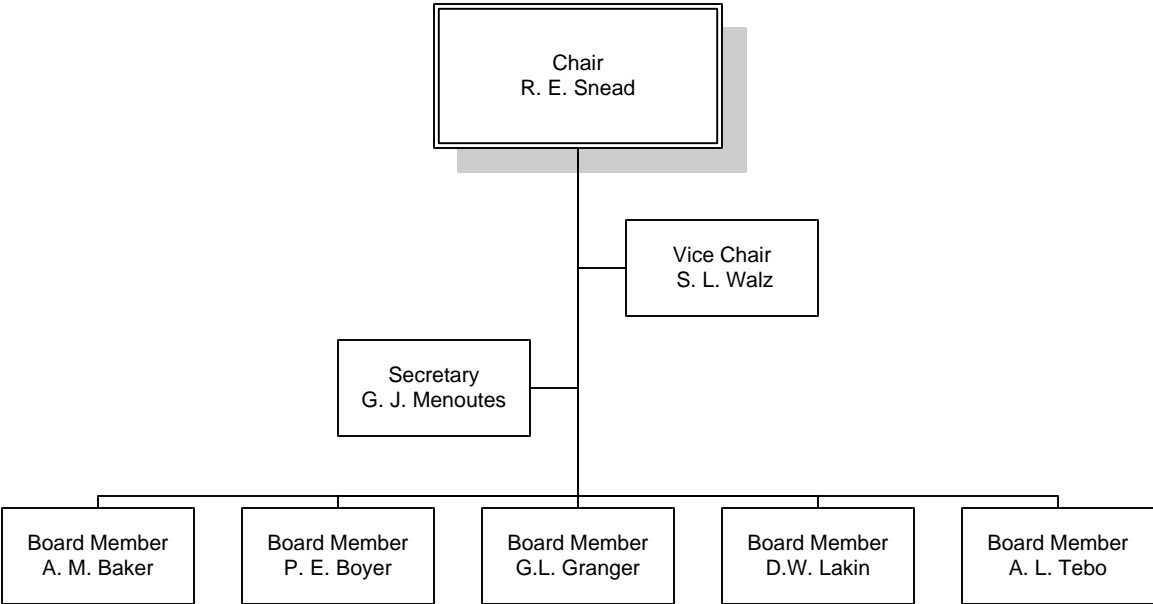 Chair
R. E. Snead
Vice Chair
S. L. Walz
Secretary
G. J. Menoutes
Board Member
A. M. Baker
Board Member
P. E. Boyer
Board Member
G.L. Granger
Board Member
D.W. Lakin
Board Member
A. L. Tebo